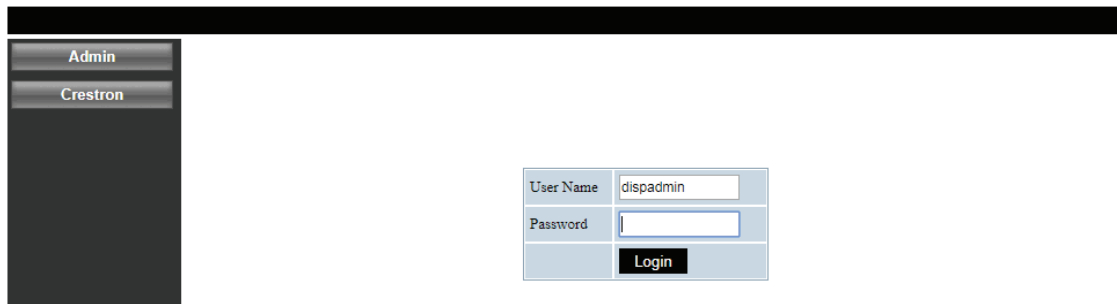 Admin
Crestron
User Name dispadmin
Password
Login